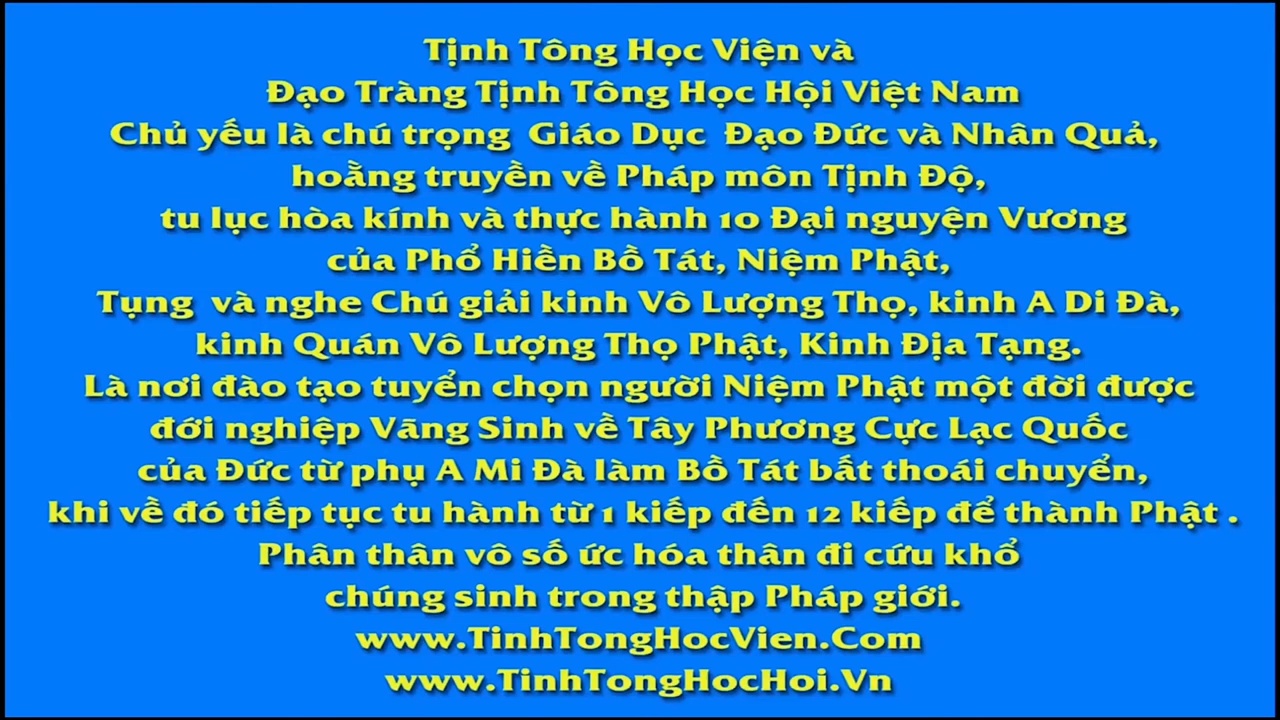 Tịnh Tông Học Viện và
Đạo Tràng Tịnh Tông Học Hội Việt Nam
Chủ yếu là chú trọng Giáo Dục Đạo Đức và Nhân Quả,
hoằng truyền về Pháp môn Tịnh Độ,
tu lục hòa kính và thực hành 10 Đại nguyện Vương
của Phổ Hiền Bồ Tát, Niệm Phật,
Tụng và nghe Chú giải kinh Vô Lượng Thọ, kinh A Di Đà,
kinh Quán Vô Lượng Thọ Phật, Kinh Địa Tạng.
Là nơi đào tạo tuyển chọn người Niệm Phật một đời được
đới nghiệp Vãng Sinh về Tây Phương Cực Lạc Quốc
của Đức từ phụ A Mi Đà làm Bồ Tát bất thoái chuyển,
khi về đó tiếp tục tu hành từ 1 kiếp đến 12 kiếp để thành Phật .
Phân thân vô số ức hóa thân đi cứu khổ
chúng sinh trong thập Pháp giới.
www.TinhTongHocVien.Com
www.TinhTongHocHoi.Vn